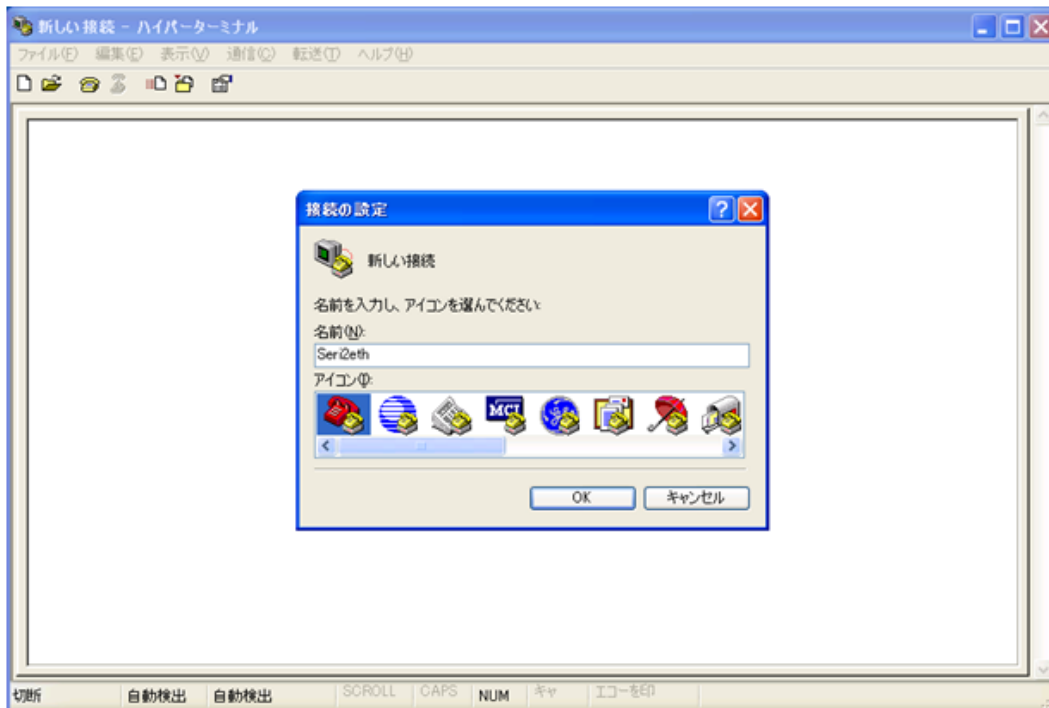 新しい接続 - ハイパーターミナル
ファイル(F) 編集(E) 表示(V) 通信(C) 転送(T) ヘルプ(H)
接続の設定
新しい接続
名前を入力し、アイコンを選んでください:
名前(N):
Seri2eth
アイコン(I):
MCI
OK キャンセル
切断 自動検出 自動検出 SCROLL CAPS NUM キャ エコーを印